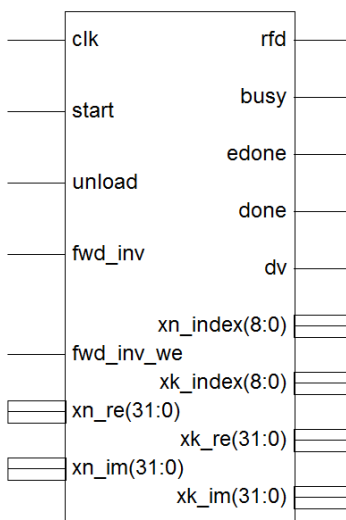 clk
rfd
busy
start
edone
unload
done
fwd_inv
dv
xn_index(8:0)
fwd_inv_we
xk_index(8:0)
xn_re(31:0)
xk_re(31:0)
xn_im(31:0)
xk_im(31:0)